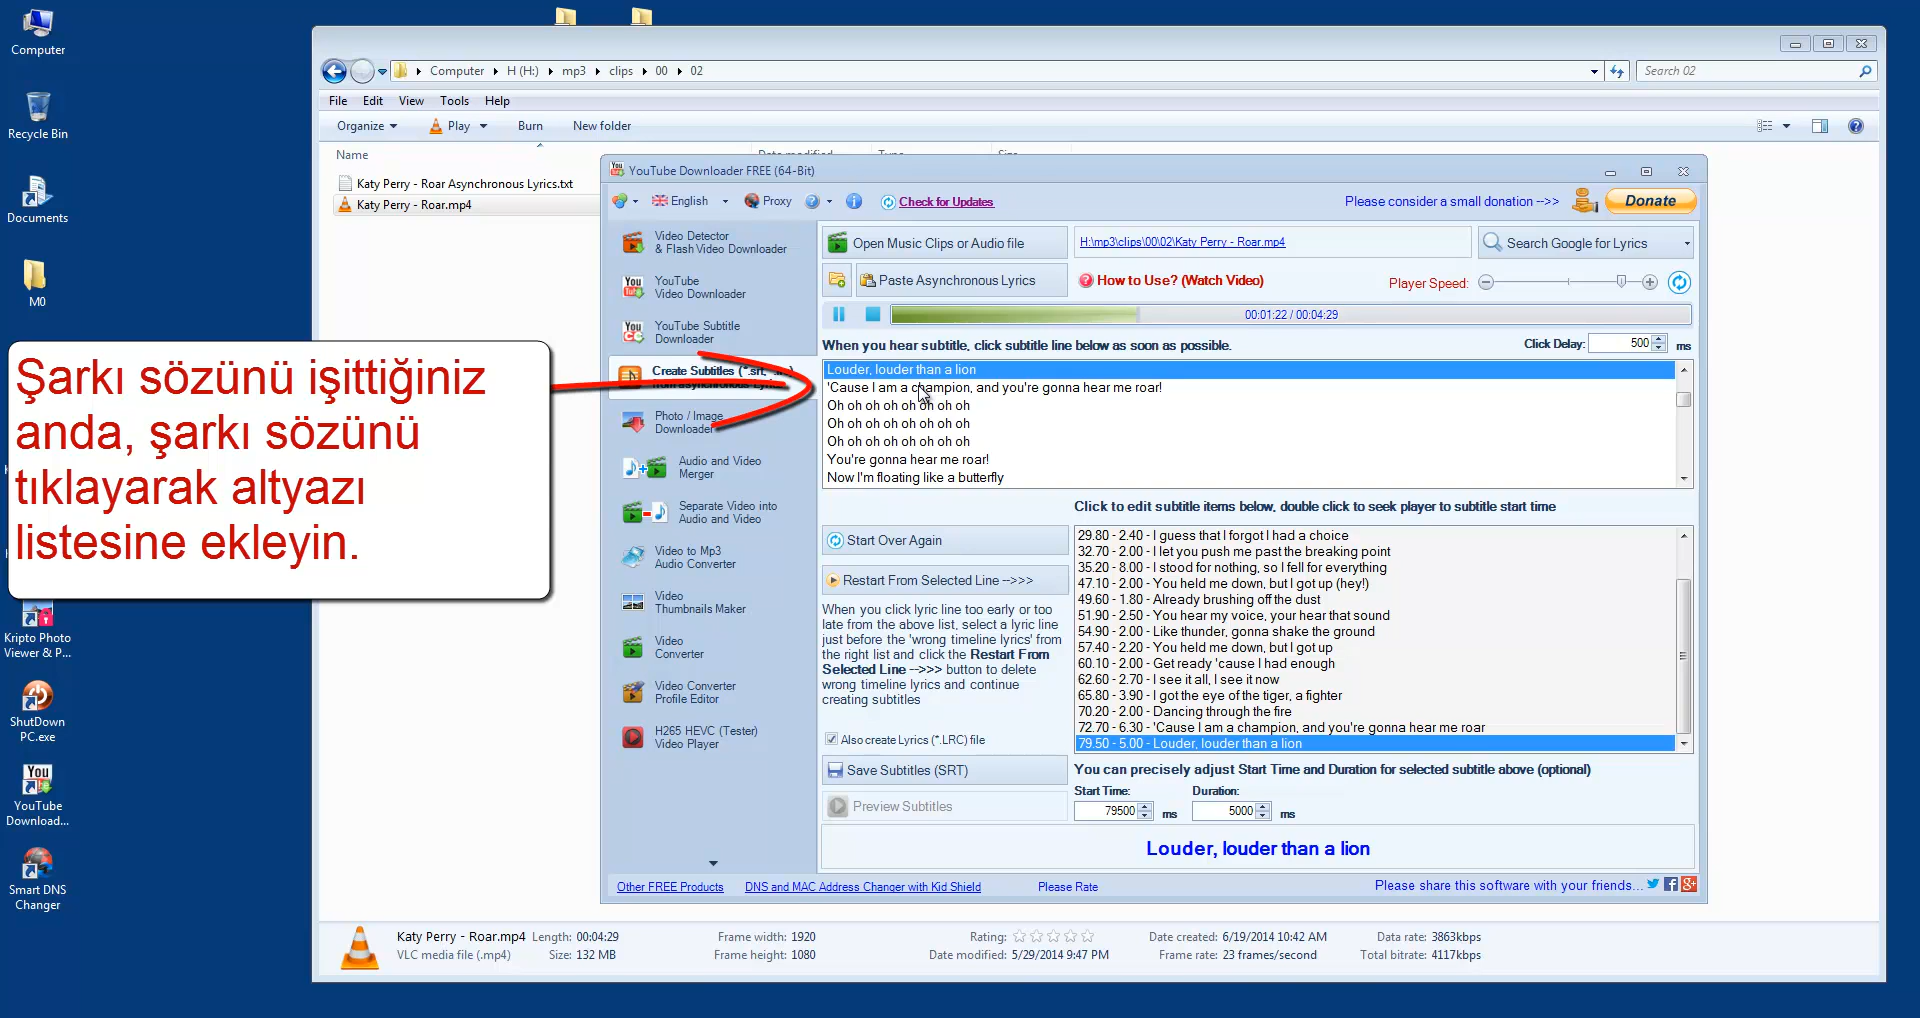 Computer
Recycle Bin
Documents
M0
Kripto Photo
Viewer & P...
ShutDown
PC.exe
YouTube
Download...
Smart DNS
Changer
Şarkı sözünü işittiğiniz
anda, şarkı sözünü
tıklayarak altyazı
listesine ekleyin.
Computer H (H:) mp3 clips 00 02
Search 02
File Edit View Tools Help
Organize Play Burn New folder
Name Date modified Type Size
Katy Perry - Roar Asynchronous Lyrics.txt
Katy Perry - Roar.mp4
YouTube Downloader FREE (64-Bit)
English Proxy Check for Updates
Please consider a small donation -->> Donate
Video Detector
& Flash Video Downloader
YouTube
Video Downloader
YouTube Subtitle
Downloader
Create Subtitles (*.srt,
from asynchronous
Photo / Image
Downloader
Audio and Video
Merger
Separate Video into
Audio and Video
Video to Mp3
Audio Converter
Video
Thumbnails Maker
Video
Converter
Video Converter
Profile Editor
H265 HEVC (Tester)
Video Player
Open Music Clips or Audio file
H:\mp3\clips\00\02\Katy Perry - Roar.mp4
Search Google for Lyrics
Paste Asynchronous Lyrics
How to Use? (Watch Video)
Player Speed:
00:01:22 / 00:04:29
When you hear subtitle, click subtitle line below as soon as possible.
Click Delay: 500 ms
Louder, louder than a lion
'Cause I am a champion, and you're gonna hear me roar!
Oh oh oh oh oh oh oh oh
Oh oh oh oh oh oh oh oh
Oh oh oh oh oh oh oh oh
You're gonna hear me roar!
Now I'm floating like a butterfly
Click to edit subtitle items below, double click to seek player to subtitle start time
Start Over Again
Restart From Selected Line -->>>
When you click lyric line too early or too
late from the above list, select a lyric line
just before the 'wrong timeline lyrics' from
the right list and click the Restart From
Selected Line -->>> button to delete
wrong timeline lyrics and continue
creating subtitles
Also create Lyrics (*.LRC) file
Save Subtitles (SRT)
Preview Subtitles
29.80 - 2.40 - I guess that I forgot I had a choice
32.70 - 2.00 - I let you push me past the breaking point
35.20 - 8.00 - I stood for nothing, so I fell for everything
47.10 - 2.00 - You held me down, but I got up (hey!)
49.60 - 1.80 - Already brushing off the dust
51.90 - 2.50 - You hear my voice, your hear that sound
54.90 - 2.00 - Like thunder, gonna shake the ground
57.40 - 2.20 - You held me down, but I got up
60.10 - 2.00 - Get ready 'cause I had enough
62.60 - 2.70 - I see it all, I see it now
65.80 - 3.90 - I got the eye of the tiger, a fighter
70.20 - 2.00 - Dancing through the fire
72.70 - 6.30 - 'Cause I am a champion, and you're gonna hear me roar
79.50 - 5.00 - Louder, louder than a lion
You can precisely adjust Start Time and Duration for selected subtitle above (optional)
Start Time: Duration:
79500 ms 5000 ms
Louder, louder than a lion
Other FREE Products DNS and MAC Address Changer with Kid Shield Please Rate
Please share this software with your friends...
Katy Perry - Roar.mp4 Length: 00:04:29 Frame width: 1920 Rating: Date created: 6/19/2014 10:42 AM Data rate: 3863kbps
VLC media file (.mp4) Size: 132 MB Frame height: 1080 Date modified: 5/29/2014 9:47 PM Frame rate: 23 frames/second Total bitrate: 4117kbps